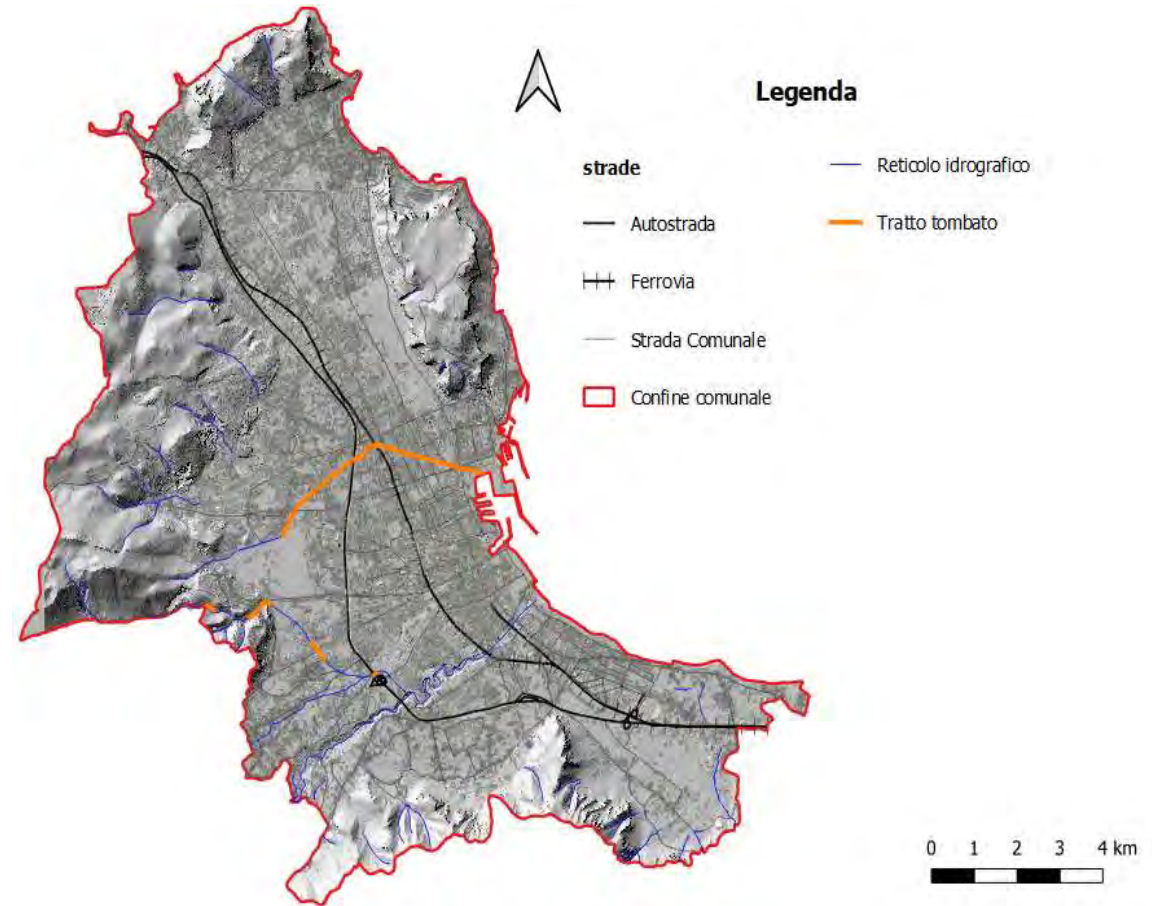 Legenda
strade
Autostrada
Ferrovia
Strada Comunale
Confine comunale
Reticolo idrografico
Tratto tombato
0 1 2 3 4 km